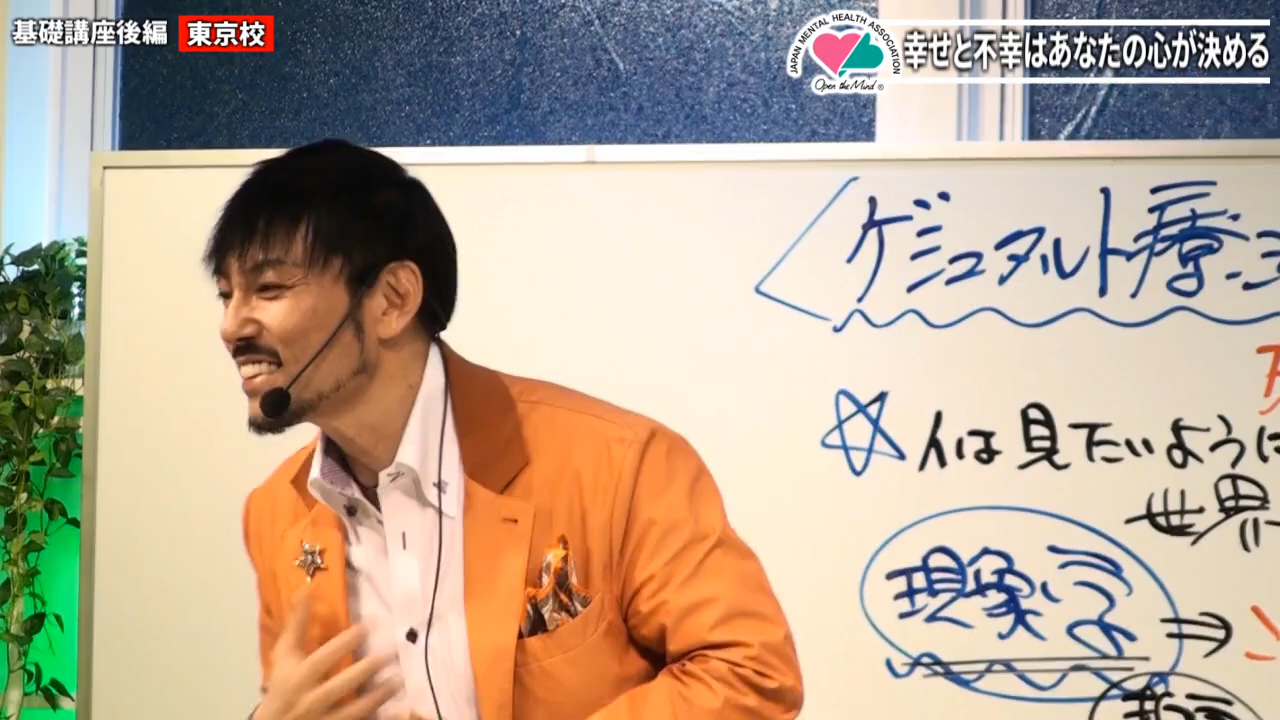 基礎講座後編 東京校
JAPAN MENTAL HEALTH ASSOCIATION
Open the Mind ®
幸せと不幸はあなたの心が決める
ゲシュタルト療
人は見たいように
世界
現象
⇒